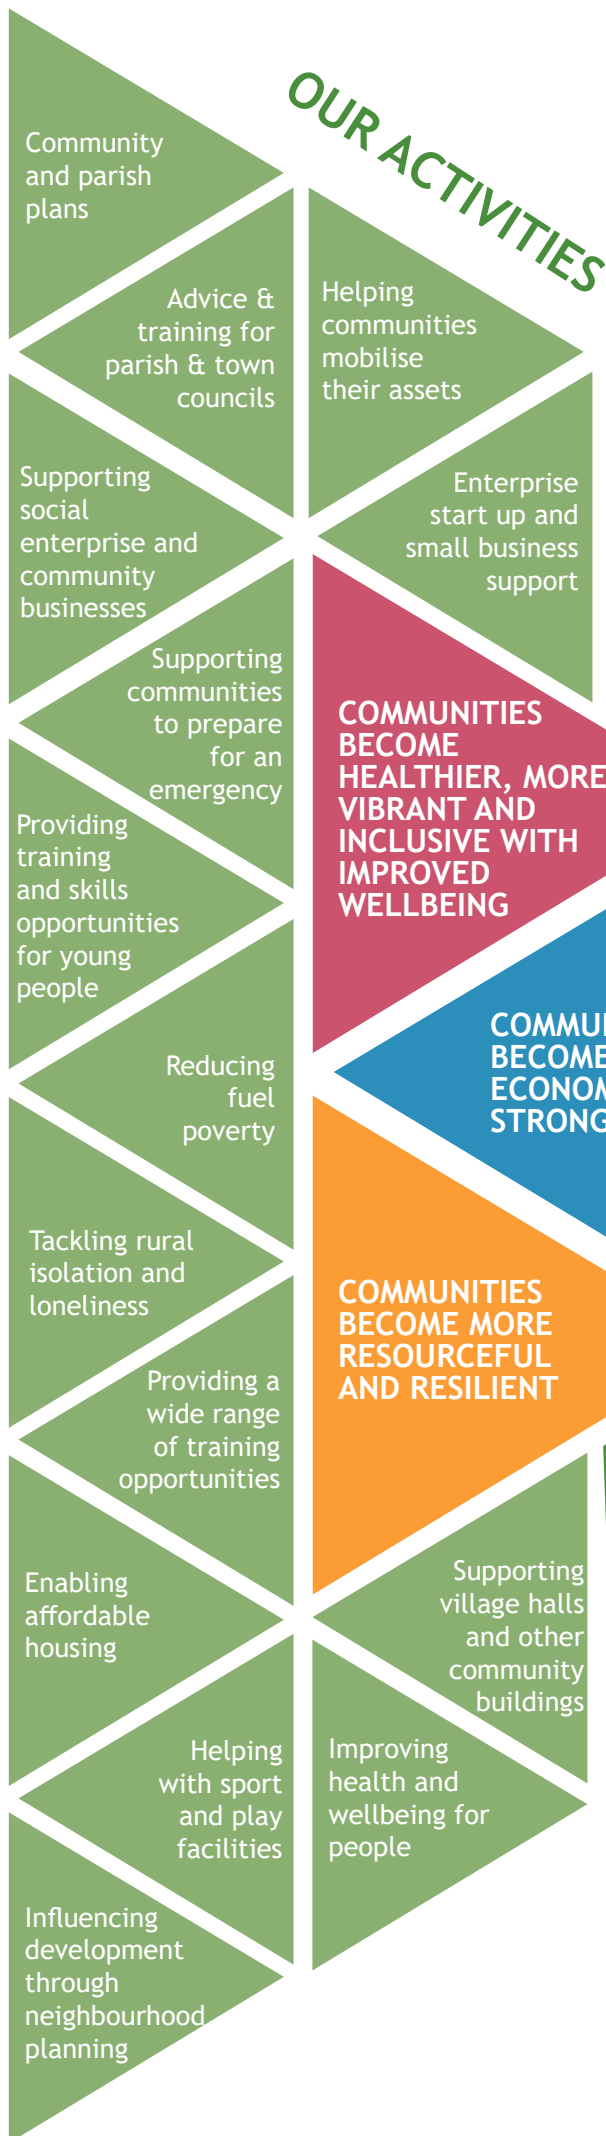 OUR ACTIVITIES
Community
and parish
plans
Advice &
training for
parish & town
councils
Helping
communities
mobilise
their assets
Supporting
social
enterprise and
community
businesses
Enterprise
start up and
small business
support
Supporting
communities
to prepare
for an
emergency
COMMUNITIES
BECOME
HEALTHIER, MORE
VIBRANT AND
INCLUSIVE WITH
IMPROVED
WELLBEING
Providing
training
and skills
opportunities
for young
people
BECOME
STRONG
Reducing
fuel
poverty
Tackling rural
isolation and
loneliness
COMMUNITIES
BECOME MORE
RESOURCEFUL
AND RESILIENT
Providing a
wide range
of training
opportunities
Enabling
affordable
housing
Supporting
village halls
and other
community
buildings
Helping
with sport
and play
facilities
Improving
health and
wellbeing for
people
Influencing
development
through
neighbourhood
planning